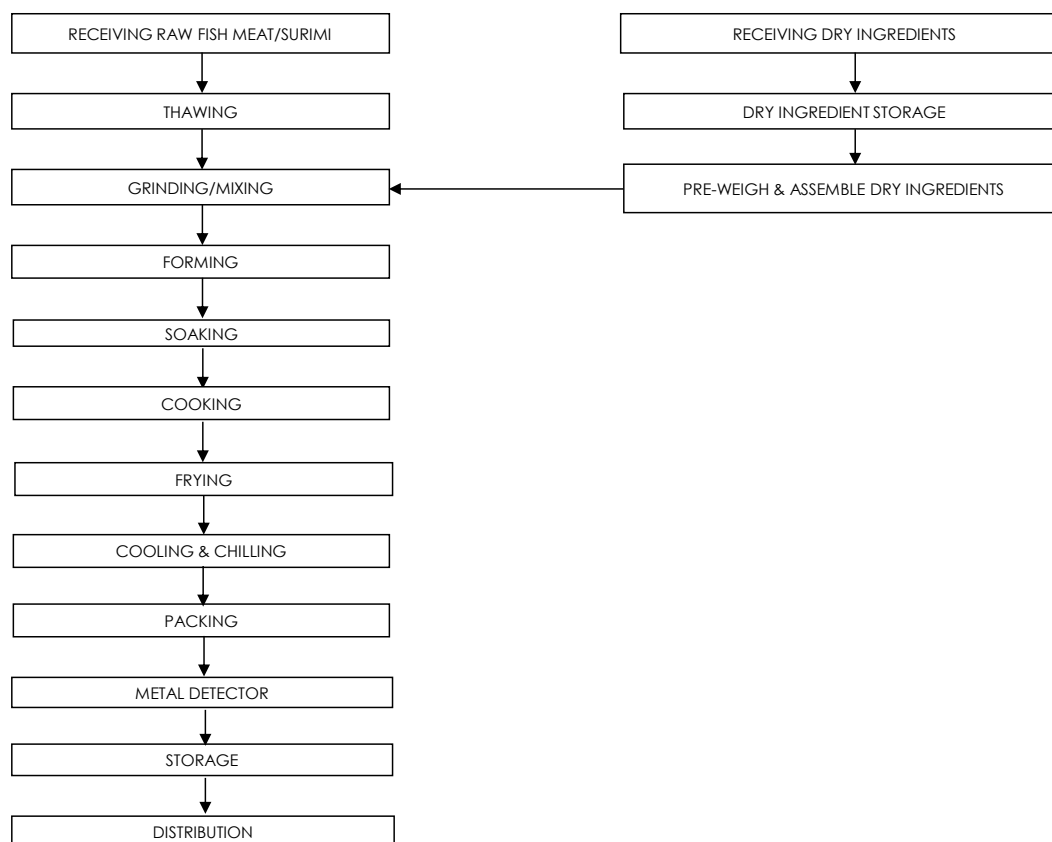 RECEIVING RAW FISH MEAT/SURIMI
RECEIVING DRY INGREDIENTS
THAWING
DRY INGREDIENT STORAGE
GRINDING/MIXING
PRE-WEIGH & ASSEMBLE DRY INGREDIENTS
FORMING
SOAKING
COOKING
FRYING
COOLING & CHILLING
PACKING
METAL DETECTOR
STORAGE
DISTRIBUTION